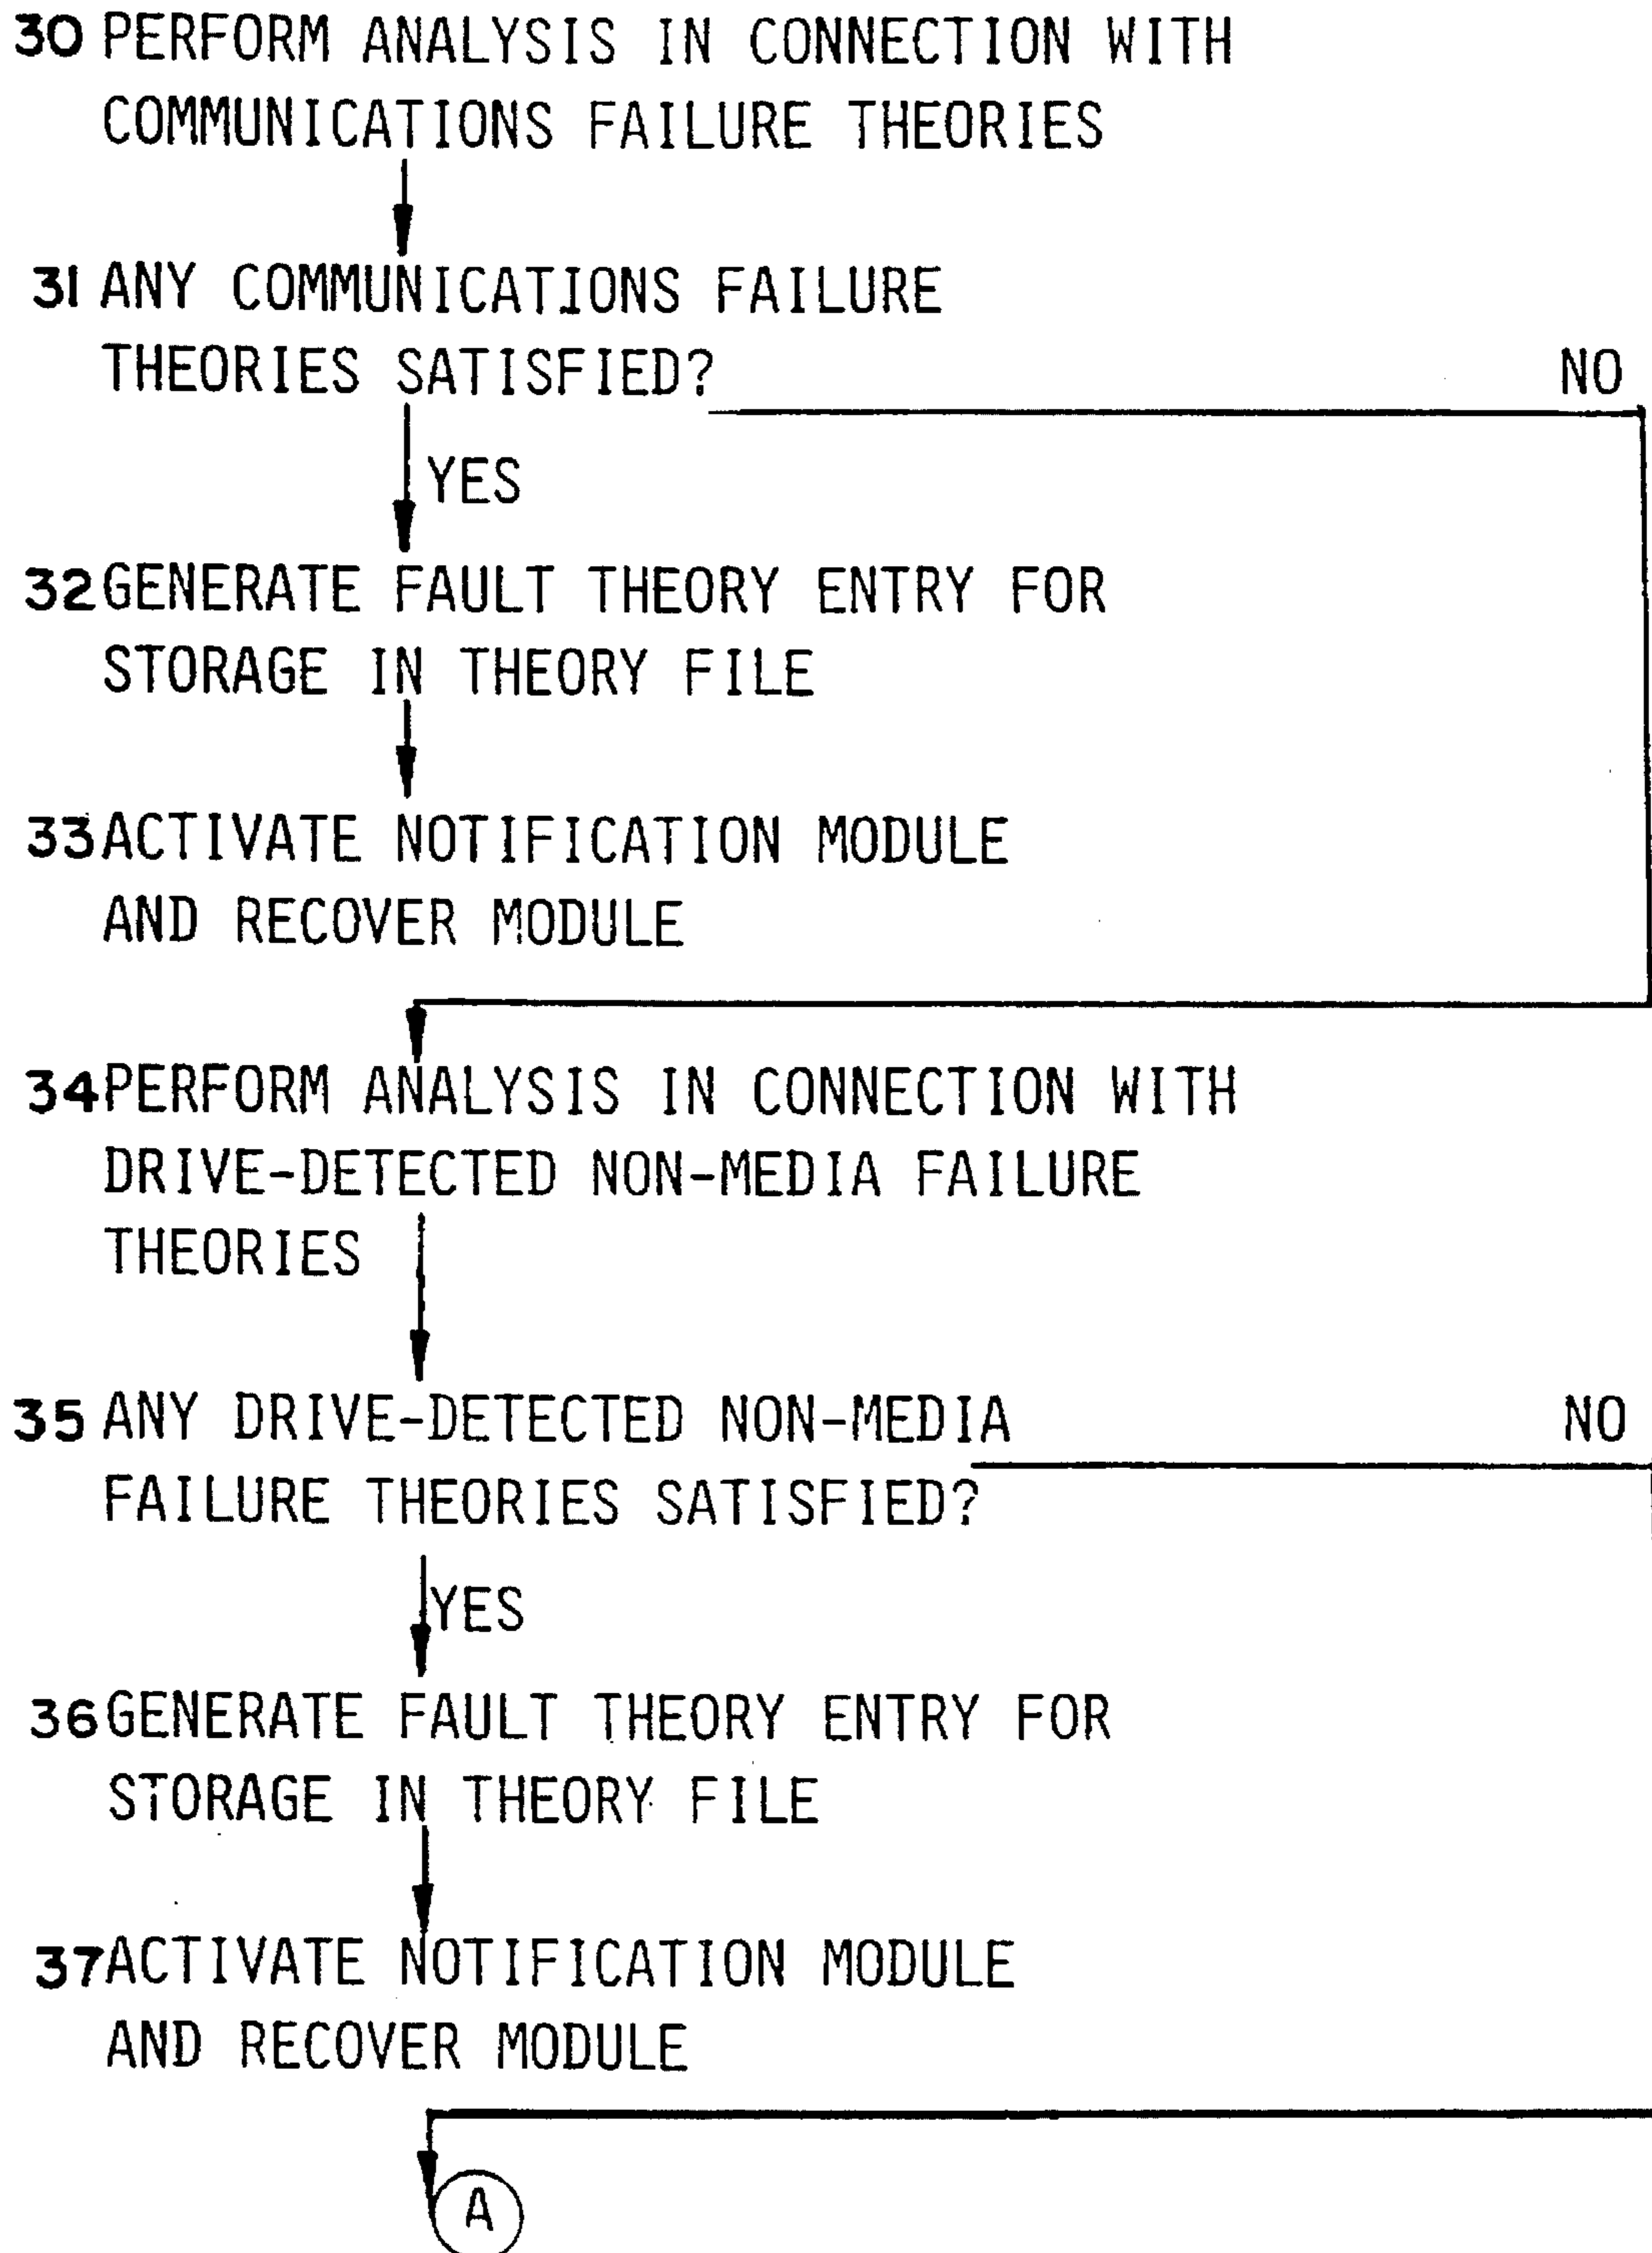 30 PERFORM ANALYSIS IN CONNECTION WITH
COMMUNICATIONS FAILURE THEORIES
31 ANY COMMUNICATIONS FAILURE
THEORIES SATISFIED?
NO
YES
32 GENERATE FAULT THEORY ENTRY FOR
STORAGE IN THEORY FILE
33 ACTIVATE NOTIFICATION MODULE
AND RECOVER MODULE
34 PERFORM ANALYSIS IN CONNECTION WITH
DRIVE-DETECTED NON-MEDIA FAILURE
THEORIES
35 ANY DRIVE-DETECTED NON-MEDIA
NO
FAILURE THEORIES SATISFIED?
YES
36 GENERATE FAULT THEORY ENTRY FOR
STORAGE IN THEORY FILE
37 ACTIVATE NOTIFICATION MODULE
AND RECOVER MODULE
A